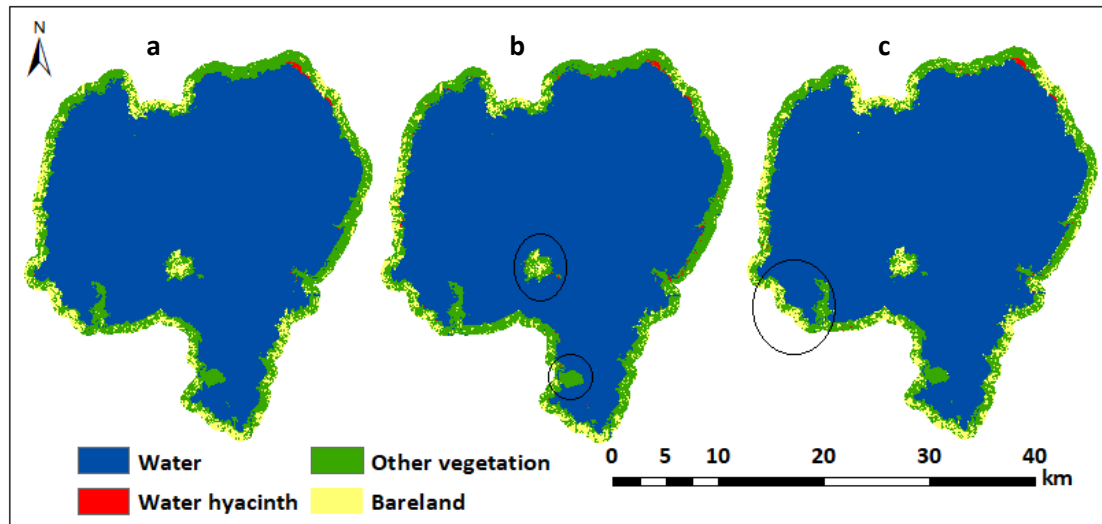 N
a b c
Water
Other vegetation
Water hyacinth
Bareland
0 5 10 20 30 40
km